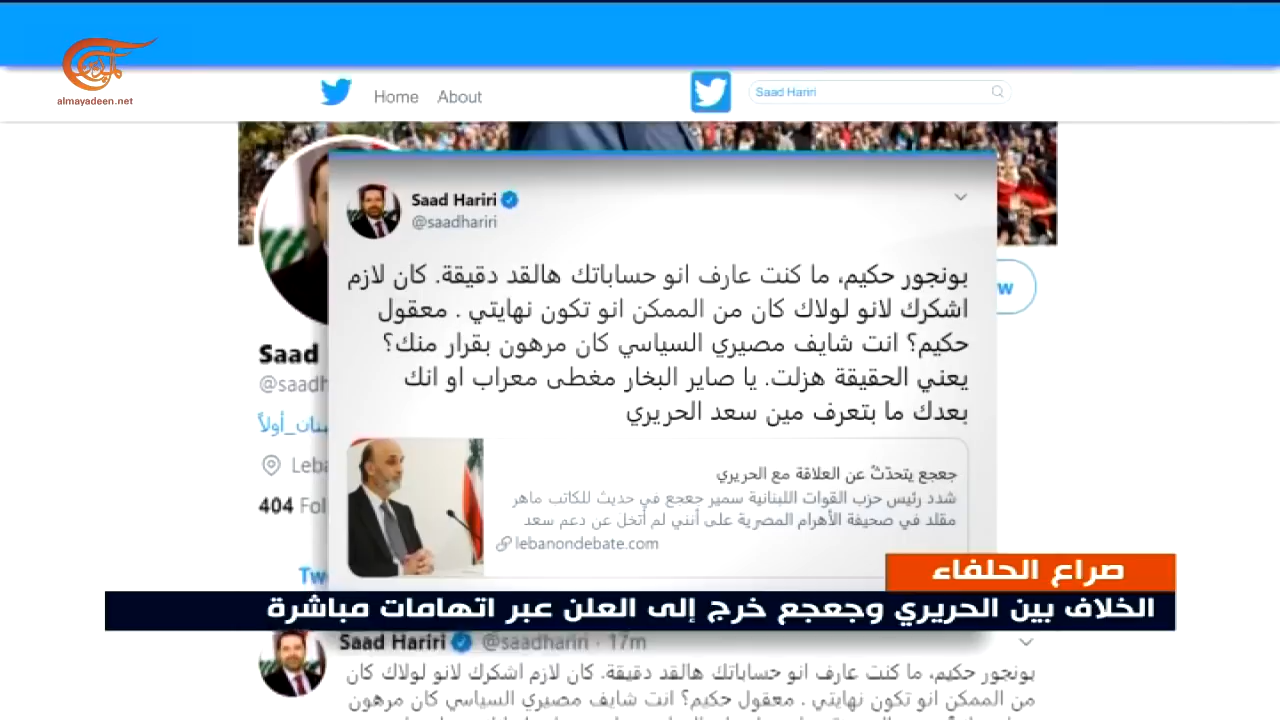 almayadeen.net
Home
About
Saad Hariri
Saad Hariri
@saadhariri
بونجور حكيم، ما كنت عارف انو حساباتك هالقد دقيقة. كان لازم
اشكرك لانو لولاك كان من الممكن انو تكون نهايتي . معقول
حكيم؟ انت شايف مصيري السياسي كان مرهون بقرار منك؟
يعني الحقيقة هزلت. يا صاير البخار مغطى معراب او انك
بعدك ما بتعرف مين سعد الحريري
جعجع يتحدّثْ عن العلاقة مع الحريري
شدد رئيس حزب القوات اللبنانية سمير جعجع في حديث للكاتب ماهر
مقلد في صحيفة الأهرام المصرية على أنني لم أتخل عن دعم سعد
lebanondebate.com
Saad
@saadh
نان_أولاً
Leba
404 Fol
Tw
صراع الحلفاء
الخلاف بين الحريري وجعجع خرج إلى العلن عبر اتهامات مباشرة
Saad Hariri @saadhariri · 17m
بونجور حكيم، ما كنت عارف انو حساباتك هالقد دقيقة. كان لازم اشكرك لانو لولاك كان
من الممكن انو تكون نهايتي . معقول حكيم؟ انت شايف مصيري السياسي كان مرهون